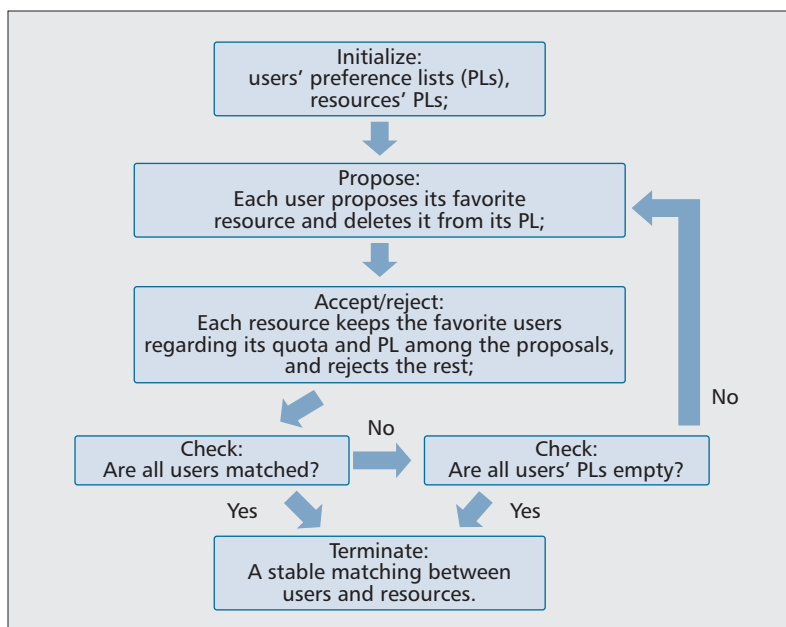 Initialize:
users’ preference lists (PLs),
resources’ PLs;
Propose:
Each user proposes its favorite
resource and deletes it from its PL;
Accept/reject:
Each resource keeps the favorite users
regarding its quota and PL among the proposals,
and rejects the rest;
No
No
Check:
Are all users matched?
Check:
Are all users’ PLs empty?
Yes
Yes
Terminate:
A stable matching between
users and resources.